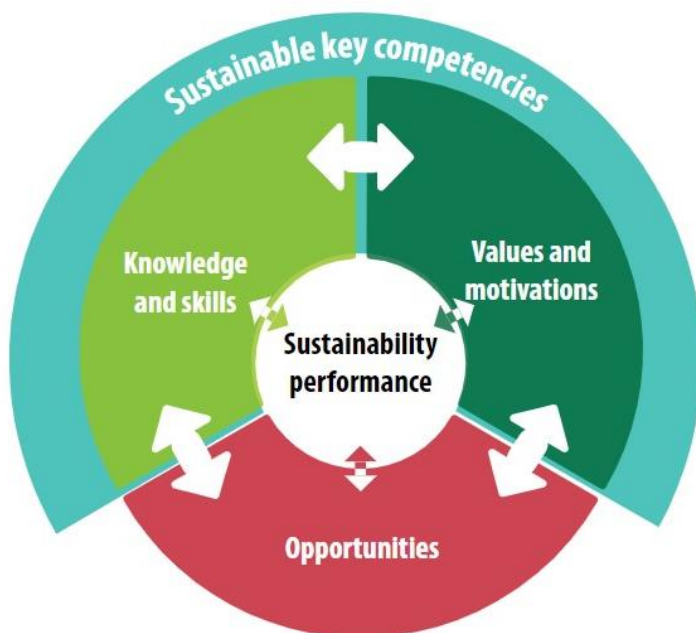 Sustainable key competencies
Knowledge
and skills
Values and
motivations
Sustainability
performance
Opportunities